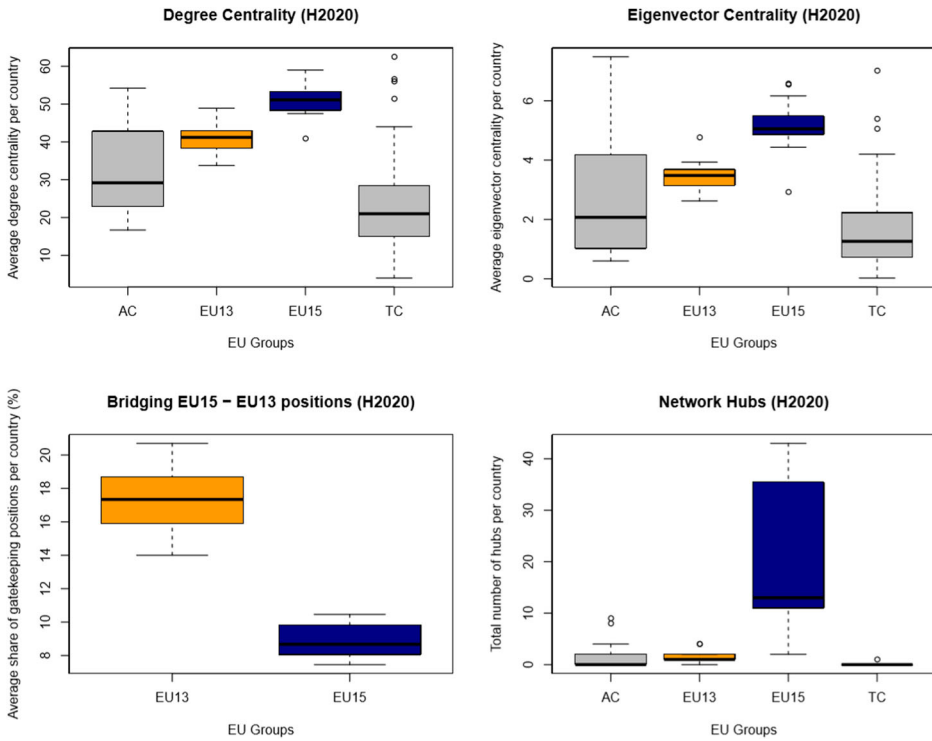 Degree Centrality (H2020)
Average degree centrality per country
60
50
40
30
20
10
AC
EU13
EU15
TC
EU Groups
Eigenvector Centrality (H2020)
Average eigenvector centrality per country
6
4
2
0
AC
EU13
EU15
TC
EU Groups
Bridging EU15 − EU13 positions (H2020)
Average share of gatekeeping positions per country (%)
20
18
16
14
12
10
8
EU13
EU15
EU Groups
Network Hubs (H2020)
Total number of hubs per country
40
30
20
10
0
AC
EU13
EU15
TC
EU Groups